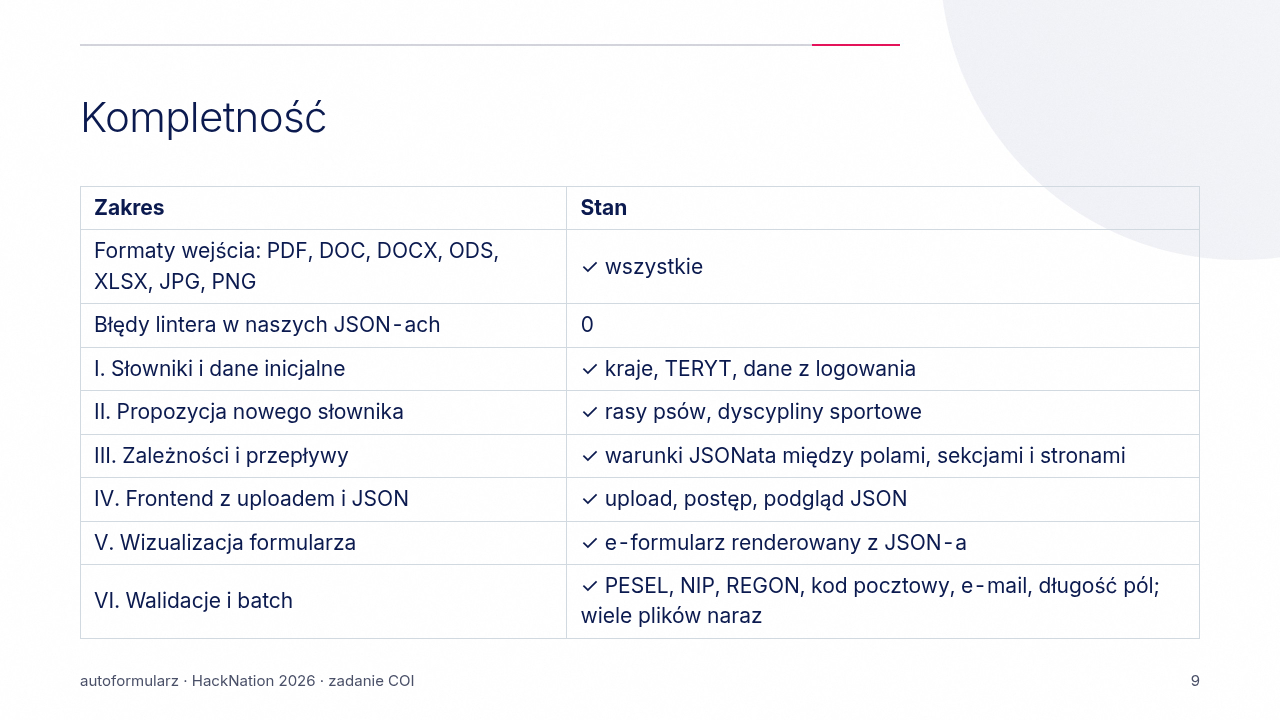 Kompletność
Zakres
Stan
Formaty wejścia: PDF, DOC, DOCX, ODS,
XLSX, JPG, PNG
✓ wszystkie
Błędy lintera w naszych JSON-ach
0
I. Słowniki i dane inicjalne
✓ kraje, TERYT, dane z logowania
II. Propozycja nowego słownika
✓ rasy psów, dyscypliny sportowe
III. Zależności i przepływy
✓ warunki JSONata między polami, sekcjami i stronami
IV. Frontend z uploadem i JSON
✓ upload, postęp, podgląd JSON
V. Wizualizacja formularza
✓ e-formularz renderowany z JSON-a
VI. Walidacje i batch
✓ PESEL, NIP, REGON, kod pocztowy, e-mail, długość pól;
wiele plików naraz
autoformularz · HackNation 2026 · zadanie COI
9